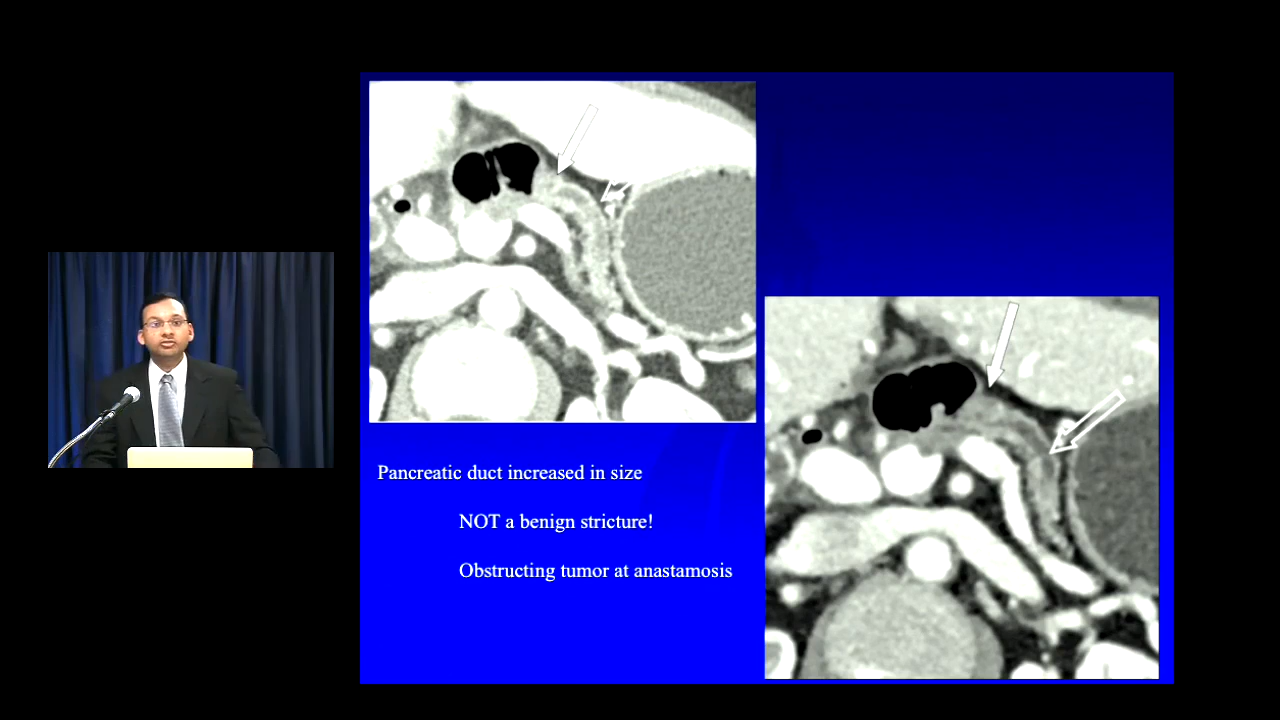 Pancreatic duct increased in size
NOT a benign stricture!
Obstructing tumor at anastamosis